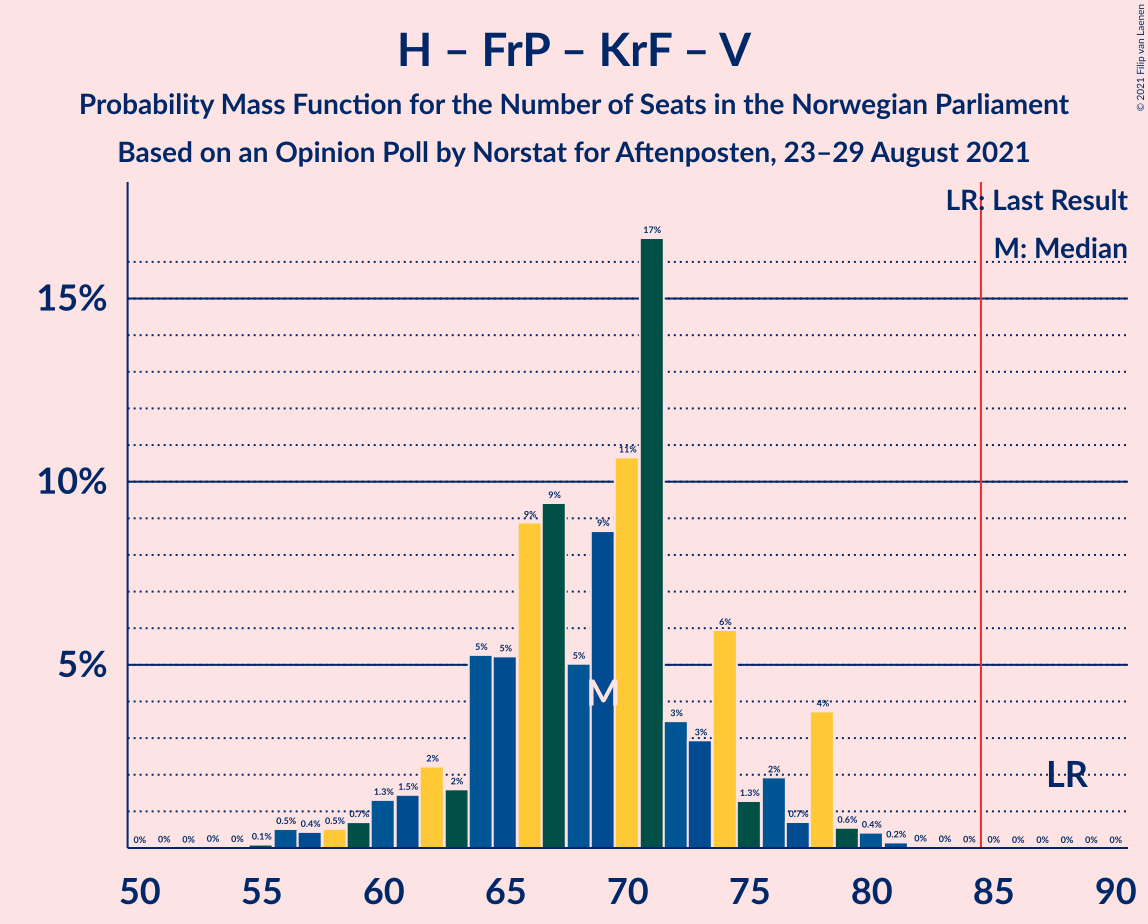 H – FrP – KrF – V
Probability Mass Function for the Number of Seats in the Norwegian Parliament
Based on an Opinion Poll by Norstat for Aftenposten, 23–29 August 2021
© 2021 Filip van Laenen
LR: Last Result
M: Median
15%
10%
5%
0% 0% 0% 0% 0% 0.1% 0.5% 0.4% 0.5% 0.7% 1.3% 1.5% 2% 2% 5% 5% 9% 9% 5% 9% 11% 17% 3% 3% 6% 1.3% 2% 0.7% 4% 0.6% 0.4% 0.2% 0% 0% 0% 0% 0% 0% 0% 0% 0%
M
LR
50 55 60 65 70 75 80 85 90